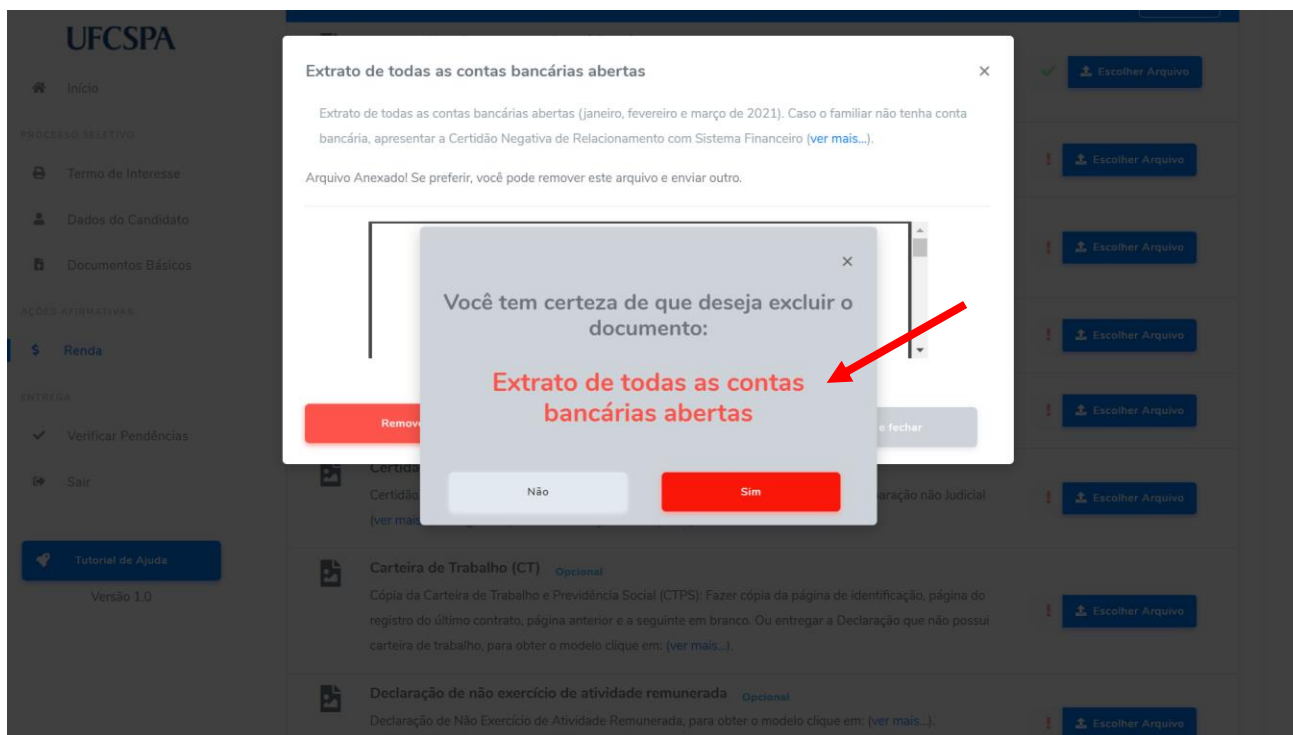 UFCSPA
Início
PROCESSO SELETIVO
Termo de Interesse
Dados do Candidato
Documentos Básicos
AÇÕES AFIRMATIVAS
$ Renda
ENTREGA
Verificar Pendências
Sair
Tutorial de Ajuda
Versão 1.0
Extrato de todas as contas bancárias abertas ×
Extrato de todas as contas bancárias abertas (janeiro, fevereiro e março de 2021). Caso o familiar não tenha conta
bancária, apresentar a Certidão Negativa de Relacionamento com Sistema Financeiro (ver mais...).
Arquivo Anexado! Se preferir, você pode remover este arquivo e enviar outro.
×
Você tem certeza de que deseja excluir o
documento:
Extrato de todas as contas
bancárias abertas
Não
Sim
Remov
e fechar
Escolher Arquivo
! Escolher Arquivo
! Escolher Arquivo
! Escolher Arquivo
! Escolher Arquivo
Certida
Certidão
aração não Judicial
(ver mais
! Escolher Arquivo
Carteira de Trabalho (CT) Opcional
Cópia da Carteira de Trabalho e Previdência Social (CTPS): Fazer cópia da página de identificação, página do
registro do último contrato, página anterior e a seguinte em branco. Ou entregar a Declaração que não possui
carteira de trabalho, para obter o modelo clique em: (ver mais...).
! Escolher Arquivo
Declaração de não exercício de atividade remunerada Opcional
Declaração de Não Exercício de Atividade Remunerada, para obter o modelo clique em: (ver mais...).
! Escolher Arquivo